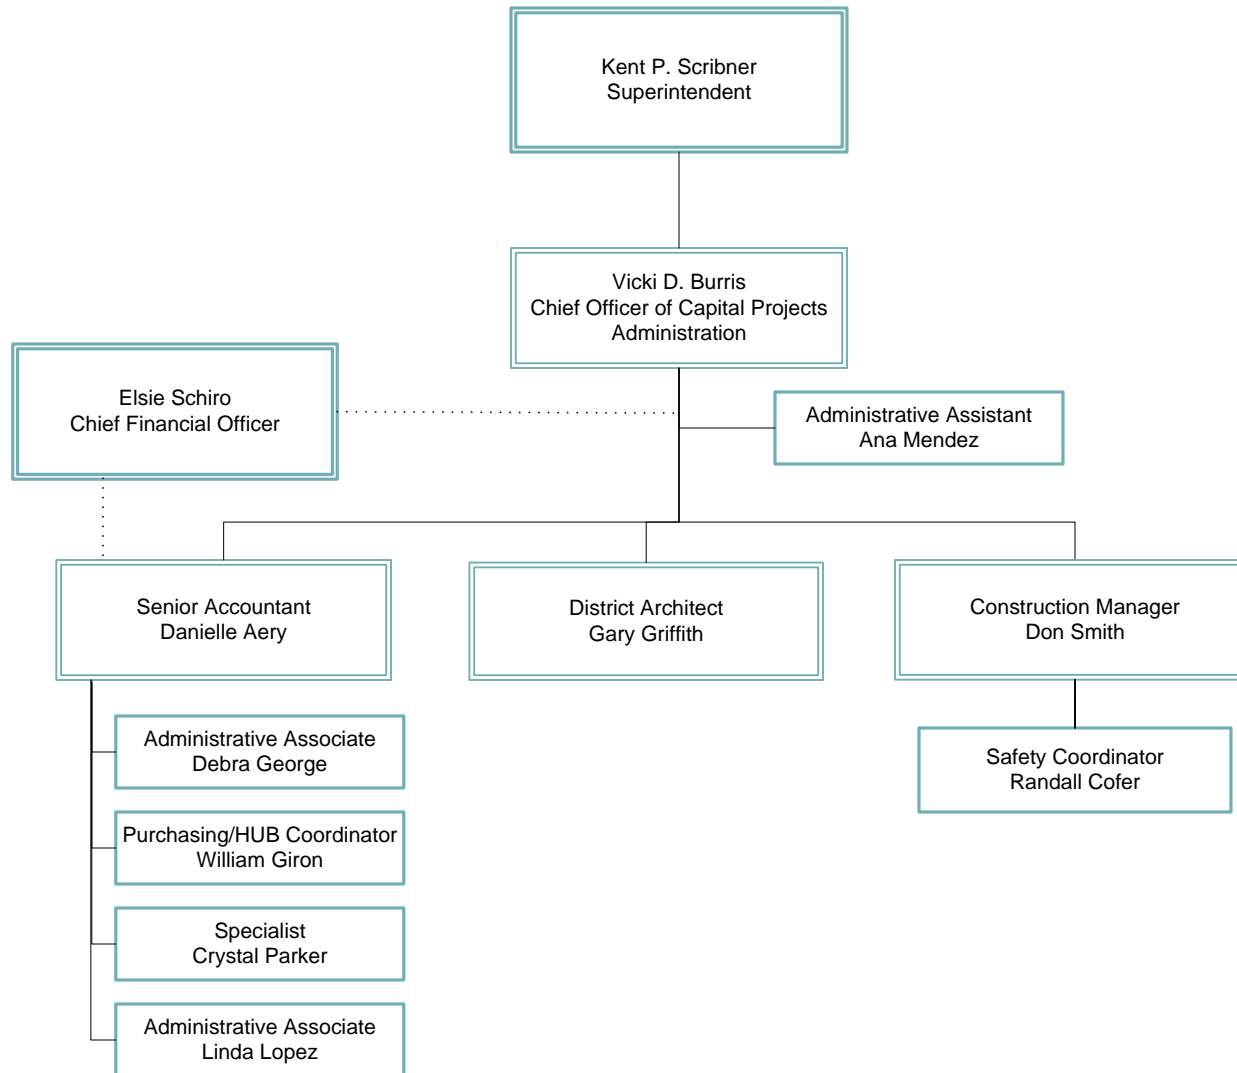 Kent P. Scribner
Superintendent
Vicki D. Burris
Chief Officer of Capital Projects
Administration
Elsie Schiro
Chief Financial Officer
Administrative Assistant
Ana Mendez
Senior Accountant
Danielle Aery
District Architect
Gary Griffith
Construction Manager
Don Smith
Administrative Associate
Debra George
Safety Coordinator
Randall Cofer
Purchasing/HUB Coordinator
William Giron
Specialist
Crystal Parker
Administrative Associate
Linda Lopez